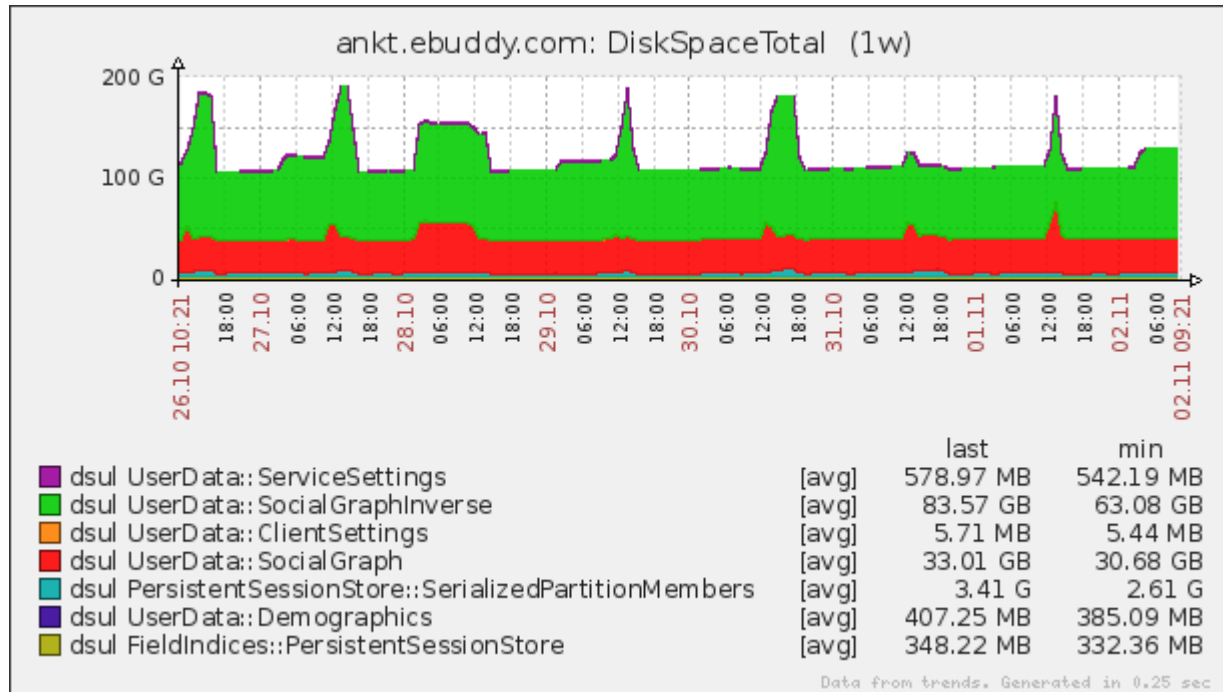 ankt.ebuddy.com: DiskSpaceTotal (1w)
200 G
100 G
0
26.10 10:21 18:00 27.10 06:00 12:00 18:00 28.10 06:00 12:00 18:00 29.10 06:00 12:00 18:00 30.10 06:00 12:00 18:00 31.10 06:00 12:00 18:00 01.11 06:00 12:00 18:00 02.11 06:00 02.11 09:21
last min
dsul UserData::ServiceSettings [avg] 578.97 MB 542.19 MB
dsul UserData::SocialGraphInverse [avg] 83.57 GB 63.08 GB
dsul UserData::ClientSettings [avg] 5.71 MB 5.44 MB
dsul UserData::SocialGraph [avg] 33.01 GB 30.68 GB
dsul PersistentSessionStore::SerializedPartitionMembers [avg] 3.41 G 2.61 G
dsul UserData::Demographics [avg] 407.25 MB 385.09 MB
dsul FieldIndices::PersistentSessionStore [avg] 348.22 MB 332.36 MB
Data from trends. Generated in 0.25 sec